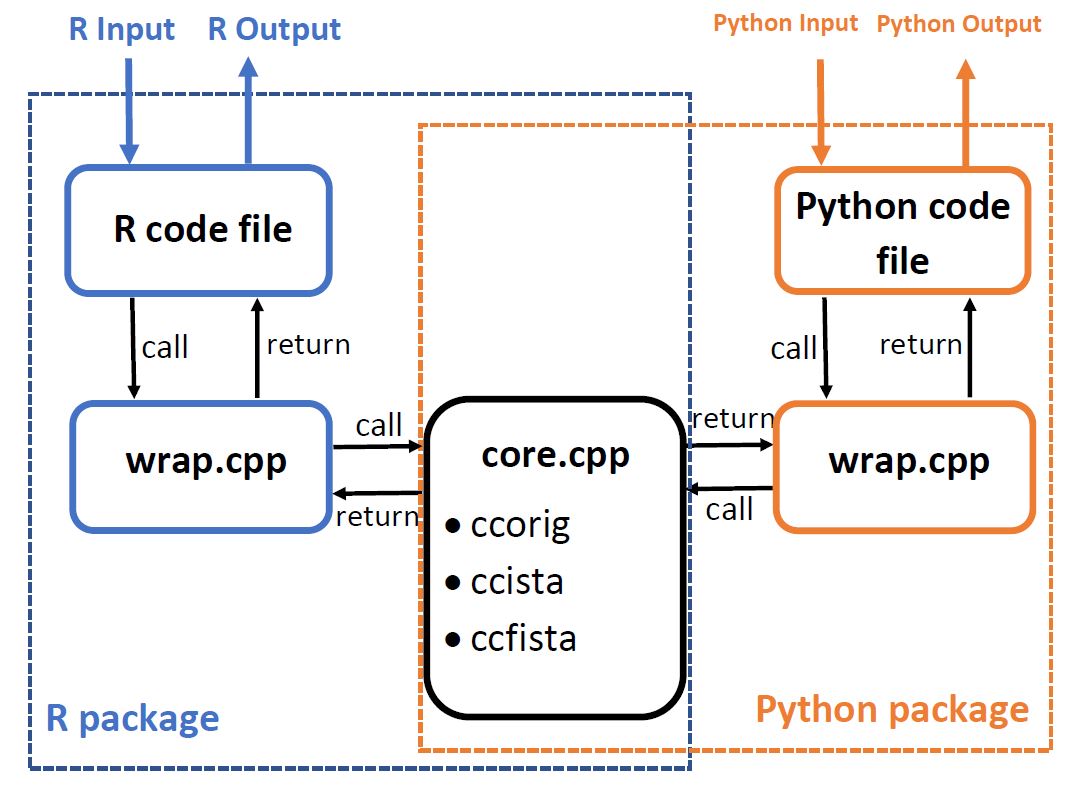 R Input
R Output
Python Input
Python Output
R code file
Python code
file
call
return
call
return
wrap.cpp
call
return
core.cpp
• ccorig
• ccista
• ccfista
return
call
wrap.cpp
R package
Python package